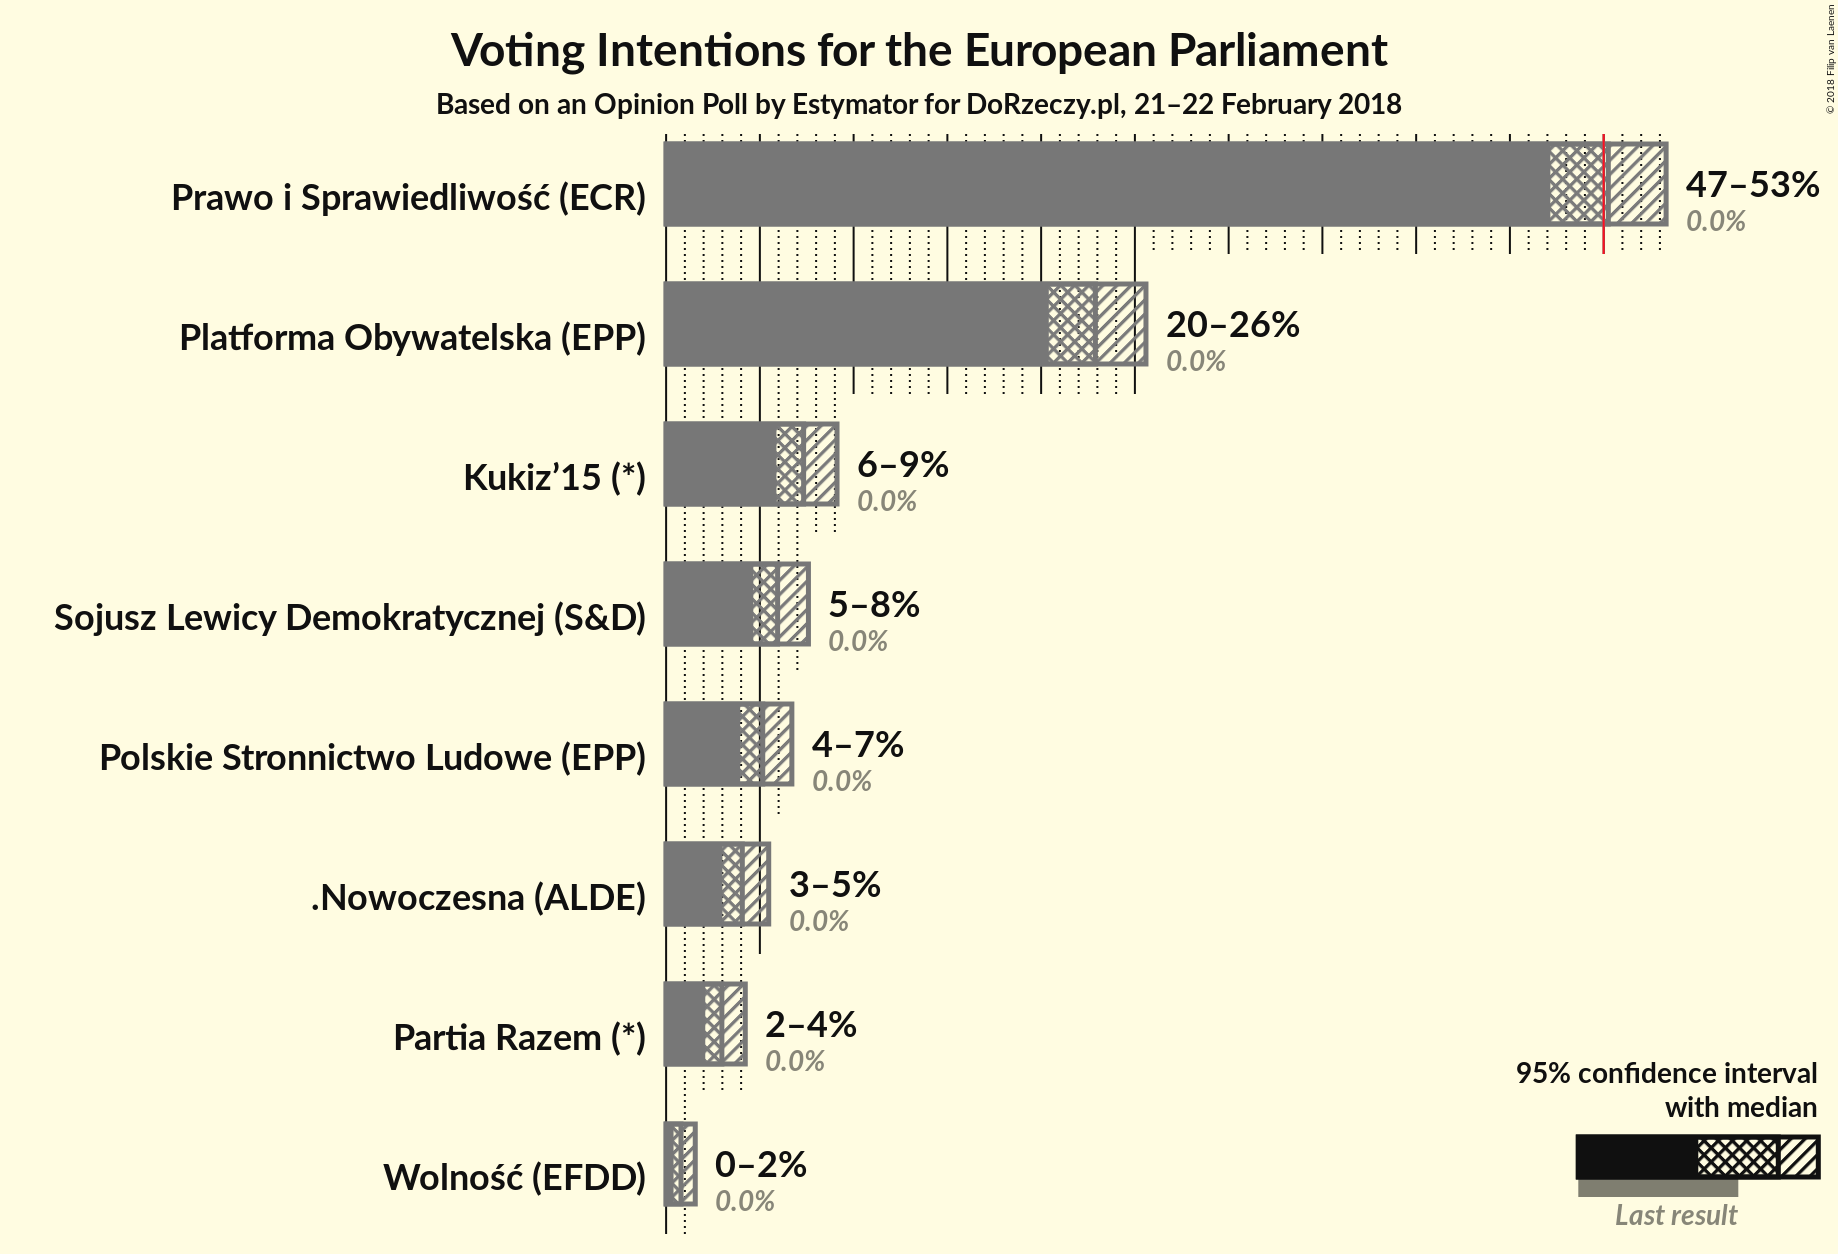 Voting Intentions for the European Parliament
Based on an Opinion Poll by Estymator for DoRzeczy.pl, 21–22 February 2018
© 2018 Filip van Laenen
Prawo i Sprawiedliwość (ECR)
47–53%
0.0%
Platforma Obywatelska (EPP)
20–26%
0.0%
Kukiz’15 (*)
6–9%
0.0%
Sojusz Lewicy Demokratycznej (S&D)
5–8%
0.0%
Polskie Stronnictwo Ludowe (EPP)
4–7%
0.0%
.Nowoczesna (ALDE)
3–5%
0.0%
Partia Razem (*)
2–4%
0.0%
Wolność (EFDD)
0–2%
0.0%
95% confidence interval
with median
Last result